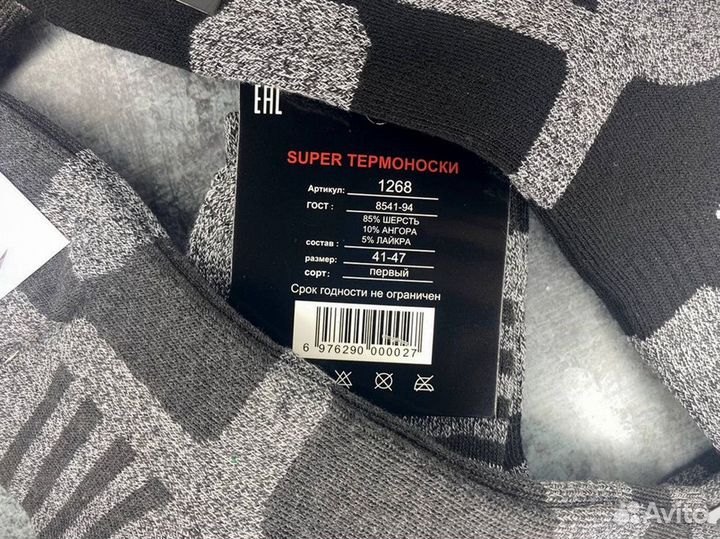 EAC
SUPER ТЕРМОНОСКИ
Артикул: 1268
ГОСТ : 8541-94
85% ШЕРСТЬ
10% АНГОРА
состав : 5% ЛАЙКРА
размер: 41-47
сорт : первый
Срок годности не ограничен
6 976290 000027
Avito